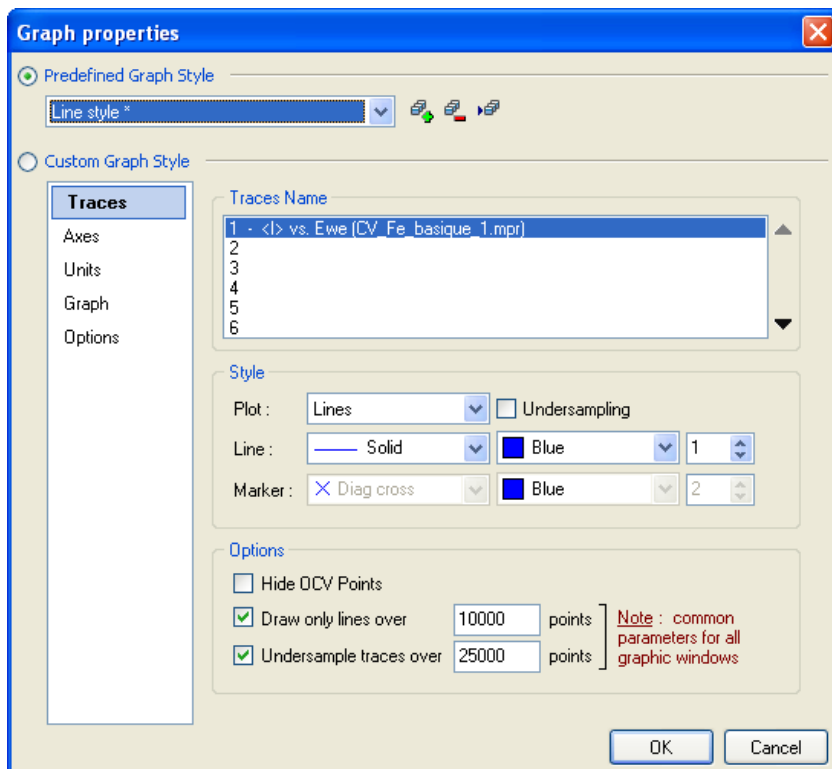 Graph properties
Predefined Graph Style
Line style *
Custom Graph Style
Traces
Axes
Units
Graph
Options
Traces Name
1 - <I> vs. Ewe (CV_Fe_basique_1.mpr)
2
3
4
5
6
Style
Plot : Lines Undersampling
Line : Solid Blue 1
Marker : Diag cross Blue 2
Options
Hide OCV Points
Draw only lines over 10000 points
Undersample traces over 25000 points
Note : common
parameters for all
graphic windows
OK Cancel